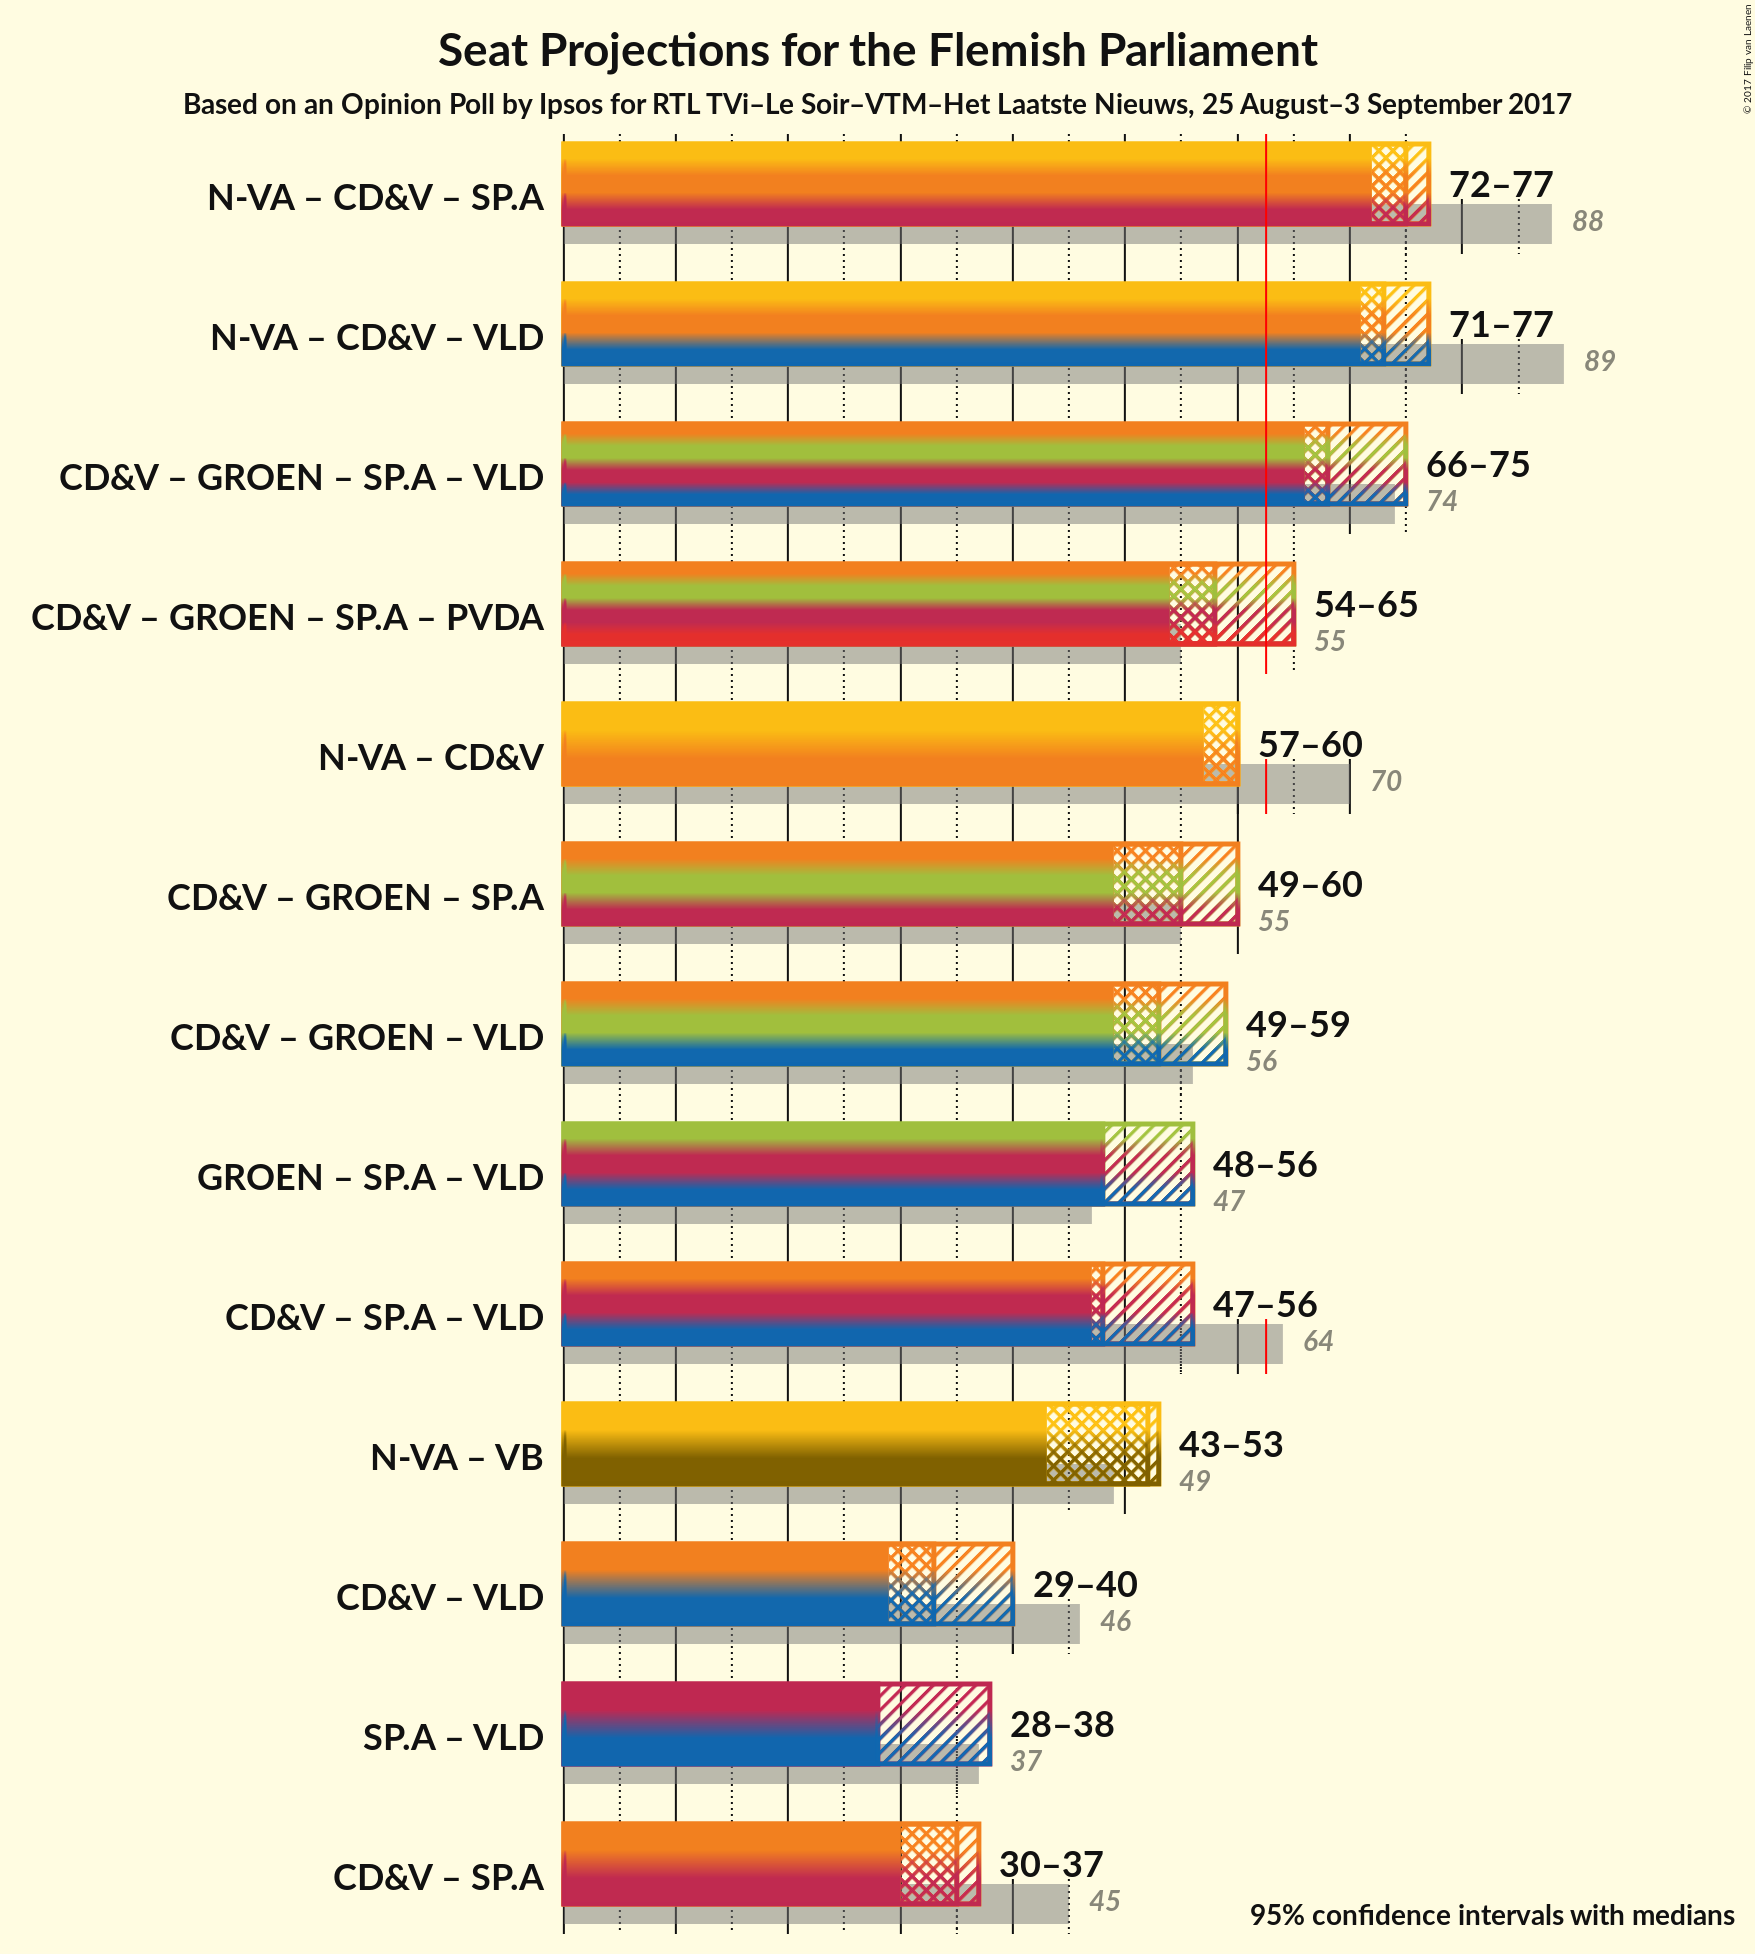 Seat Projections for the Flemish Parliament
Based on an Opinion Poll by Ipsos for RTL TVi–Le Soir–VTM–Het Laatste Nieuws, 25 August–3 September 2017
© 2017 Filip van Laenen
N-VA – CD&V – SP.A
72–77
88
N-VA – CD&V – VLD
71–77
89
CD&V – GROEN – SP.A – VLD
66–75
74
CD&V – GROEN – SP.A – PVDA
54–65
55
N-VA – CD&V
57–60
70
CD&V – GROEN – SP.A
49–60
55
CD&V – GROEN – VLD
49–59
56
GROEN – SP.A – VLD
48–56
47
CD&V – SP.A – VLD
47–56
64
N-VA – VB
43–53
49
CD&V – VLD
29–40
46
SP.A – VLD
28–38
37
CD&V – SP.A
30–37
45
95% confidence intervals with medians